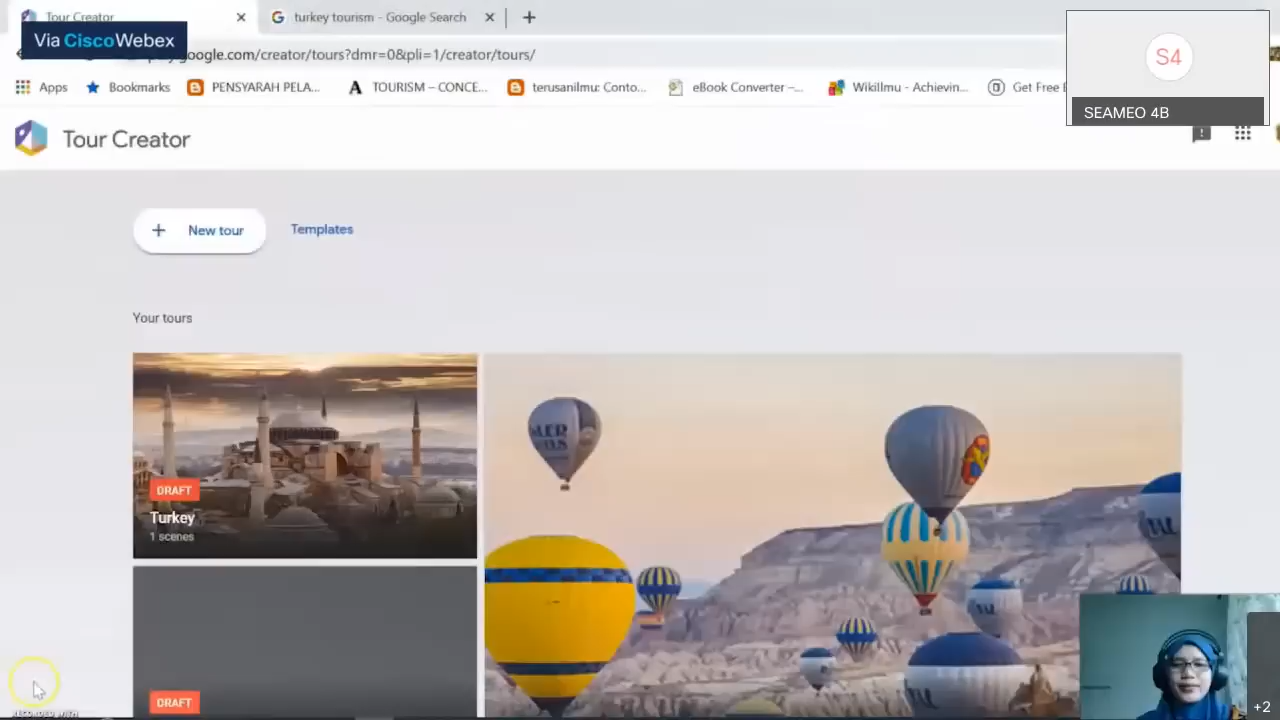 Tour Creator
turkey tourism - Google Search
Via CiscoWebex
google.com/creator/tours?dmr=0&pli=1/creator/tours/
Apps
Bookmarks
PENSYARAH PELA...
TOURISM – CONCE...
terusanilmu: Conto...
eBook Converter –...
WikiIlmu - Achievin...
Get Free
S4
SEAMEO 4B
Tour Creator
New tour
Templates
Your tours
DRAFT
Turkey
1 scenes
DRAFT
+2